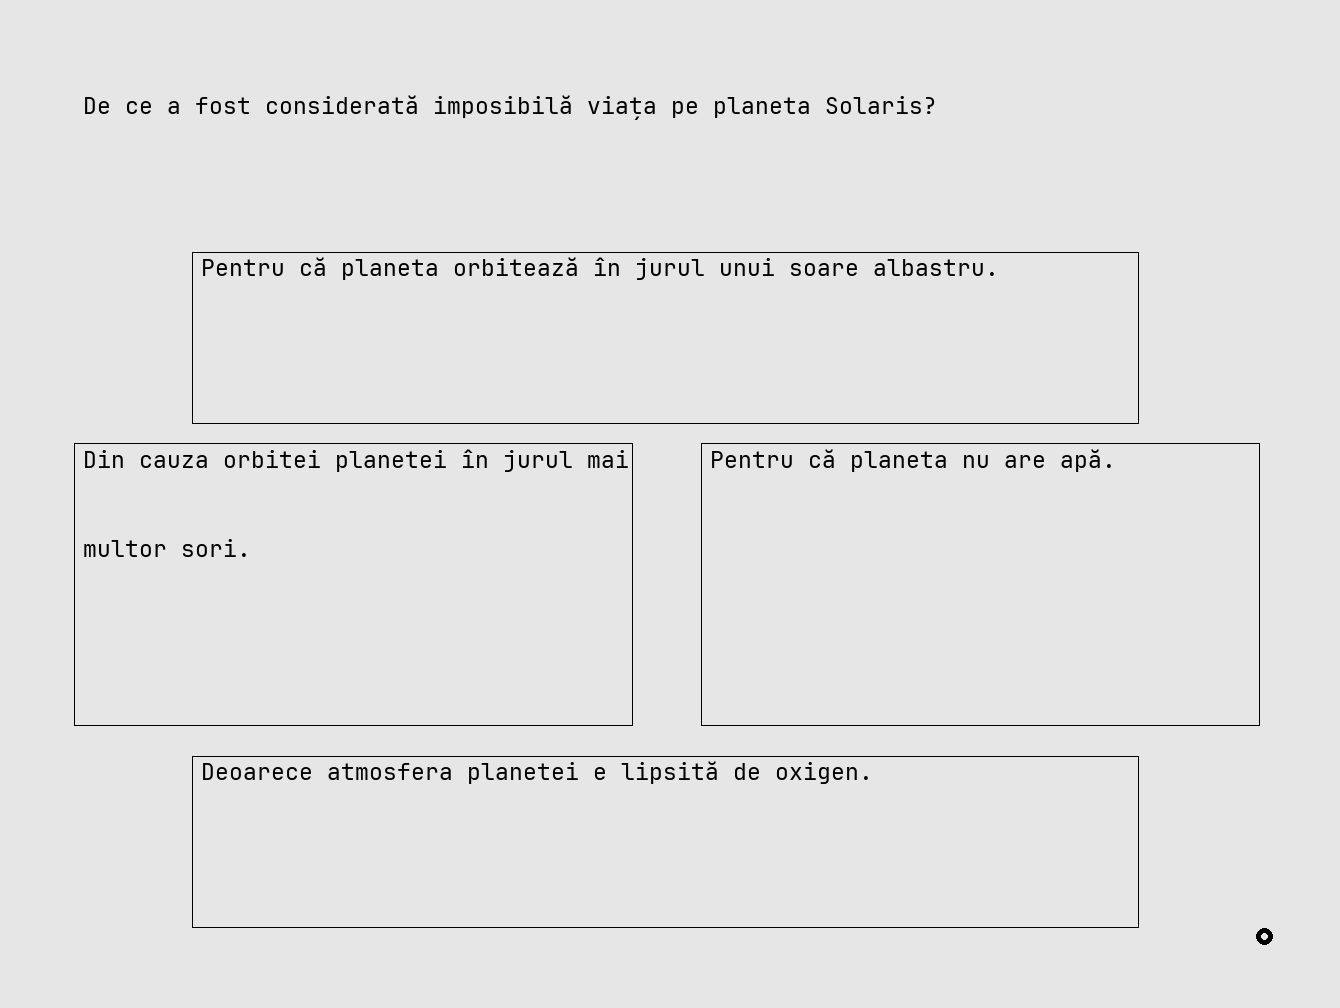 De ce a fost considerată imposibilă viața pe planeta Solaris?
Pentru că planeta orbitează în jurul unui soare albastru.
Din cauza orbitei planetei în jurul mai
multor sori.
Pentru că planeta nu are apă.
Deoarece atmosfera planetei e lipsită de oxigen.